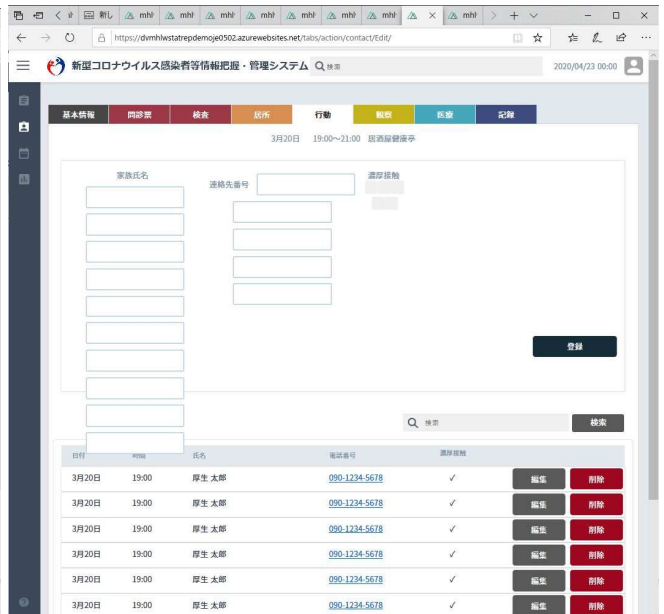 新し mhl mhl mhl mhl mhl mhl mhl mhl
https://dvmhlwstatrepdemoje0502.azurewebsites.net/tabs/action/contact/Edit/
新型コロナウイルス感染者等情報把握・管理システム 検索 2020/04/23 00:00
基本情報 問診票 検査 居所 行動 観察 医療 記録
3月20日 19:00～21:00 居酒屋健康亭
家族氏名 連絡先番号 濃厚接触
登録
検索 検索
日付 時間 氏名 電話番号 濃厚接触
3月20日 19:00 厚生 太郎 090-1234-5678 ✓ 編集 削除
3月20日 19:00 厚生 太郎 090-1234-5678 ✓ 編集 削除
3月20日 19:00 厚生 太郎 090-1234-5678 ✓ 編集 削除
3月20日 19:00 厚生 太郎 090-1234-5678 ✓ 編集 削除
3月20日 19:00 厚生 太郎 090-1234-5678 ✓ 編集 削除
3月20日 19:00 厚生 太郎 090-1234-5678 ✓ 編集 削除